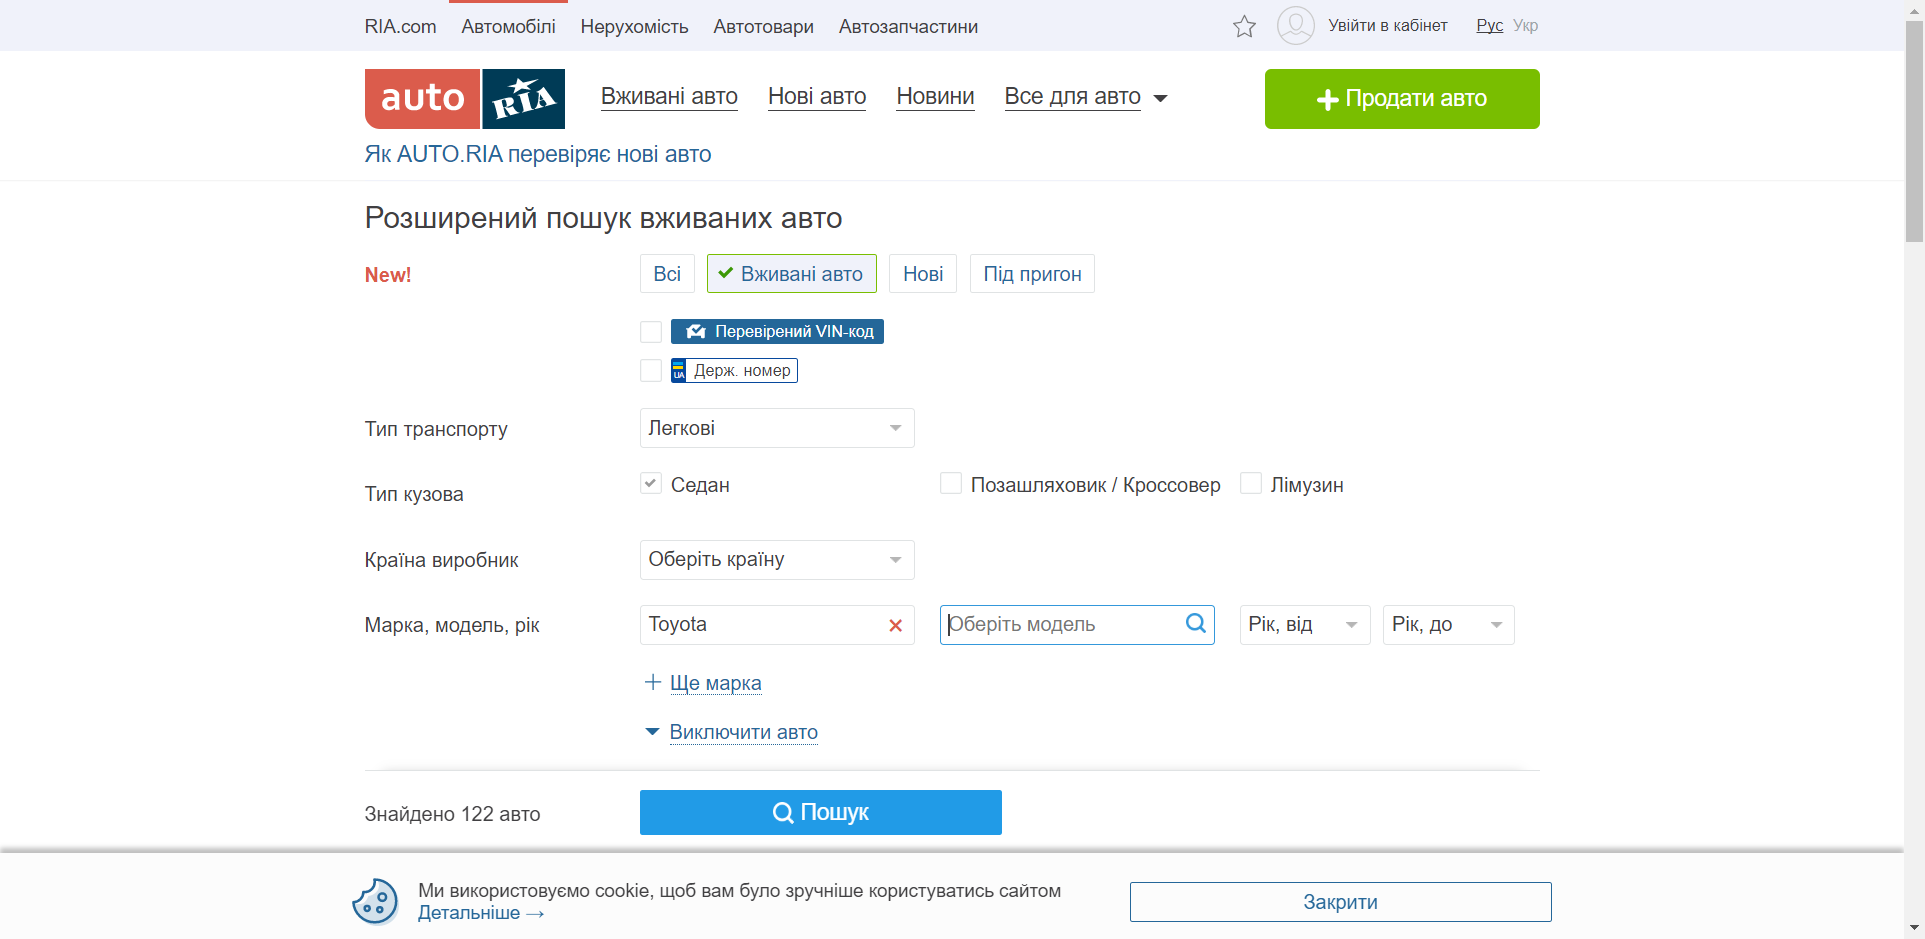 RIA.com Автомобілі Нерухомість Автотовари Автозапчастини Увійти в кабінет Рус Укр
auto RIA Вживані авто Нові авто Новини Все для авто Продати авто
Як AUTO.RIA перевіряє нові авто
Розширений пошук вживаних авто
New! Всі Вживані авто Нові Під пригон
Перевірений VIN-код
UA Держ. номер
Тип транспорту Легкові
Тип кузова Седан Позашляховик / Кроссовер Лімузин
Країна виробник Оберіть країну
Марка, модель, рік Toyota Оберіть модель Рік, від Рік, до
Ще марка
Виключити авто
Знайдено 122 авто Пошук
Ми використовуємо cookie, щоб вам було зручніше користуватись сайтом
Детальніше →
Закрити